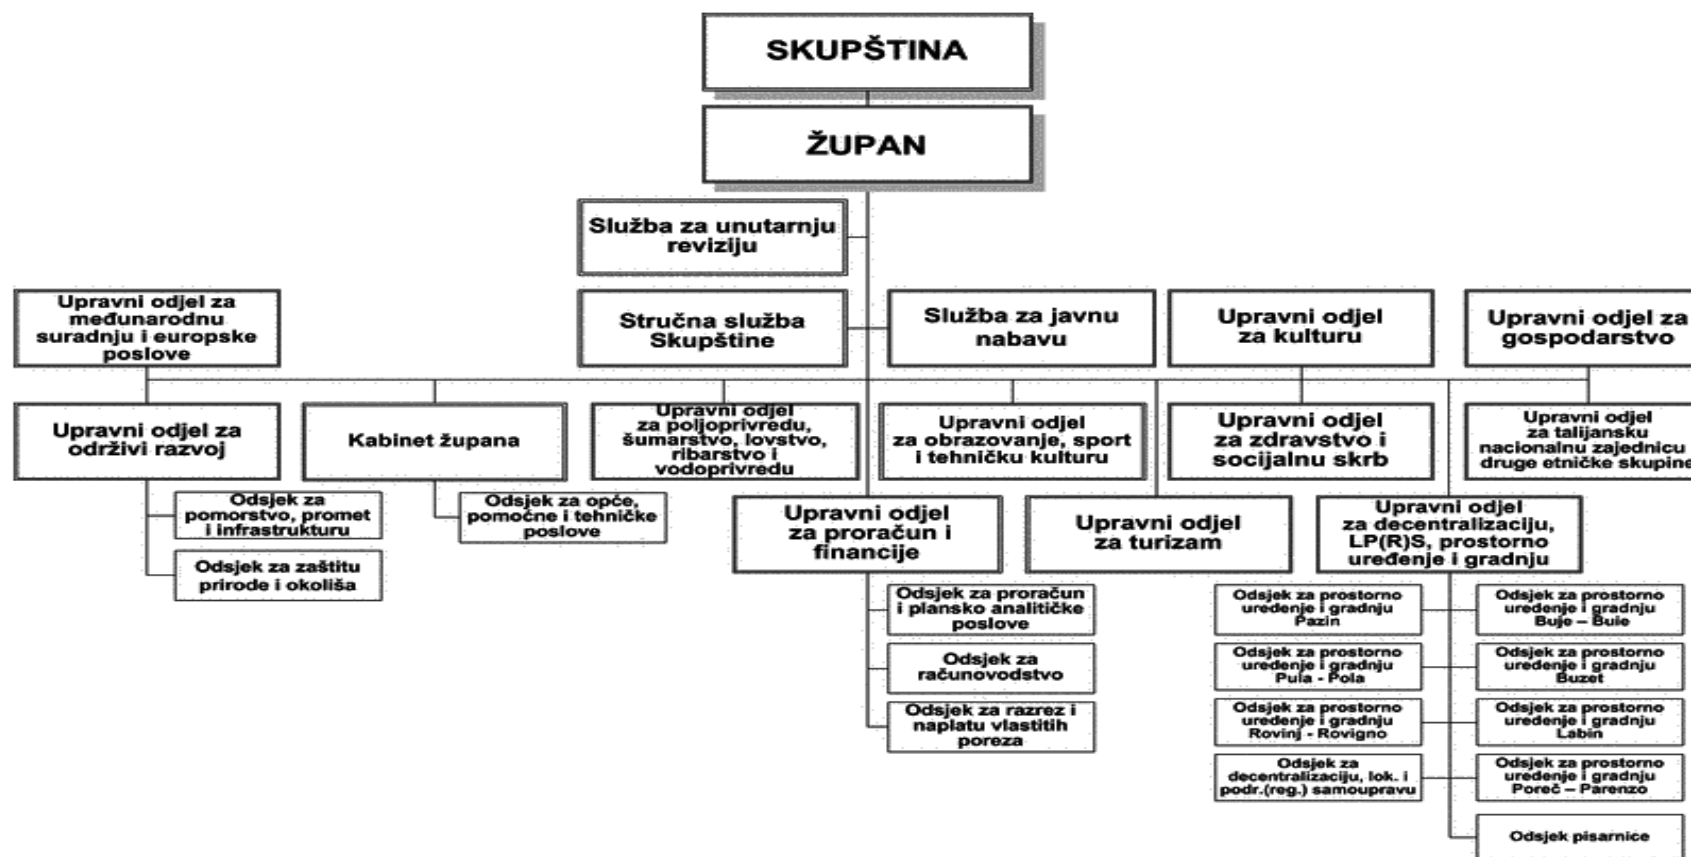 SKUPŠTINA
ŽUPAN
Služba za unutarnju
reviziju
Upravni odjel za
međunarodnu
suradnju i europske
poslove
Stručna služba
Skupštine
Služba za javnu
nabavu
Upravni odjel
za kulturu
Upravni odjel za
gospodarstvo
Upravni odjel za
održivi razvoj
Kabinet župana
Upravni odjel
za poljoprivredu,
šumarstvo, lovstvo,
ribarstvo i
vodoprivredu
Upravni odjel
za obrazovanje, sport
i tehničku kulturu
Upravni odjel
za zdravstvo i
socijalnu skrb
Upravni odjel
za talijansku
nacionalnu zajednicu i
druge etničke skupine
Odsjek za
pomorstvo, promet
i infrastrukturu
Odsjek za zaštitu
prirode i okoliša
Odsjek za opće,
pomoćne i tehničke
poslove
Upravni odjel
za proračun i
financije
Upravni odjel
za turizam
Upravni odjel
za decentralizaciju,
LP(R)S, prostorno
uređenje i gradnju
Odsjek za proračun
i plansko analitičke
poslove
Odsjek za
računovodstvo
Odsjek za razrez i
naplatu vlastitih
poreza
Odsjek za prostorno
uređenje i gradnju
Pazin
Odsjek za prostorno
uređenje i gradnju
Buje – Buie
Odsjek za prostorno
uređenje i gradnju
Pula - Pola
Odsjek za prostorno
uređenje i gradnju
Buzet
Odsjek za prostorno
uređenje i gradnju
Rovinj - Rovigno
Odsjek za prostorno
uređenje i gradnju
Labin
Odsjek za
decentralizaciju, lok. i
podr.(reg.) samoupravu
Odsjek za prostorno
uređenje i gradnju
Poreč – Parenzo
Odsjek pisarnice